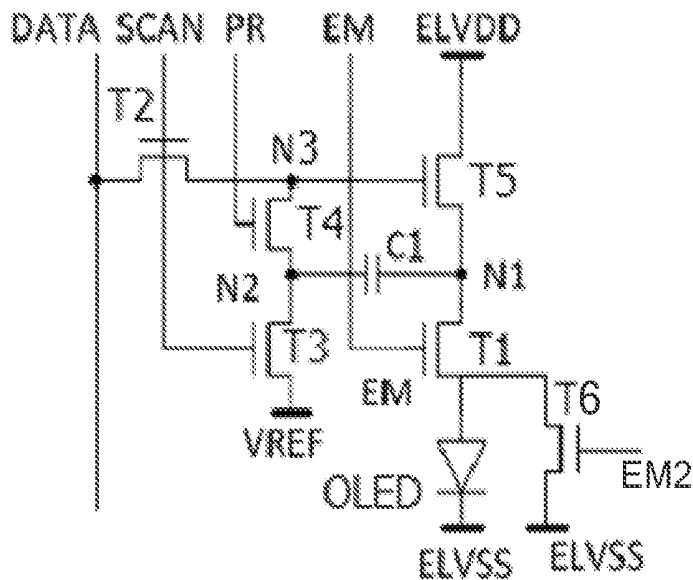 DATA SCAN PR EM ELVDD
T2
N3
T5
T4
C1
N2
N1
T3
T1
EM
T6
VREF
EM2
OLED
ELVSS
ELVSS